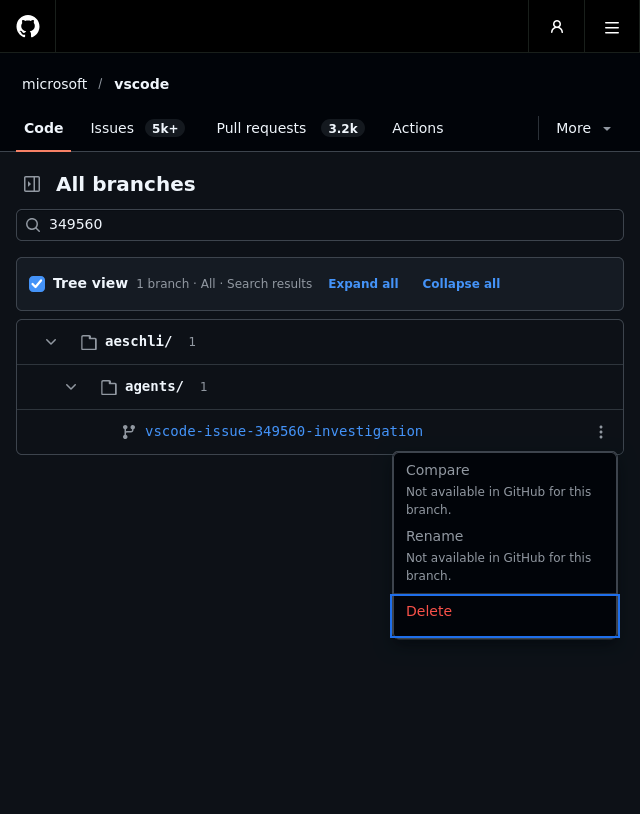 microsoft / vscode
Code Issues 5k+ Pull requests 3.2k Actions More
All branches
349560
Tree view 1 branch · All · Search results Expand all Collapse all
aeschli/ 1
agents/ 1
vscode-issue-349560-investigation
Compare
Not available in GitHub for this
branch.
Rename
Not available in GitHub for this
branch.
Delete